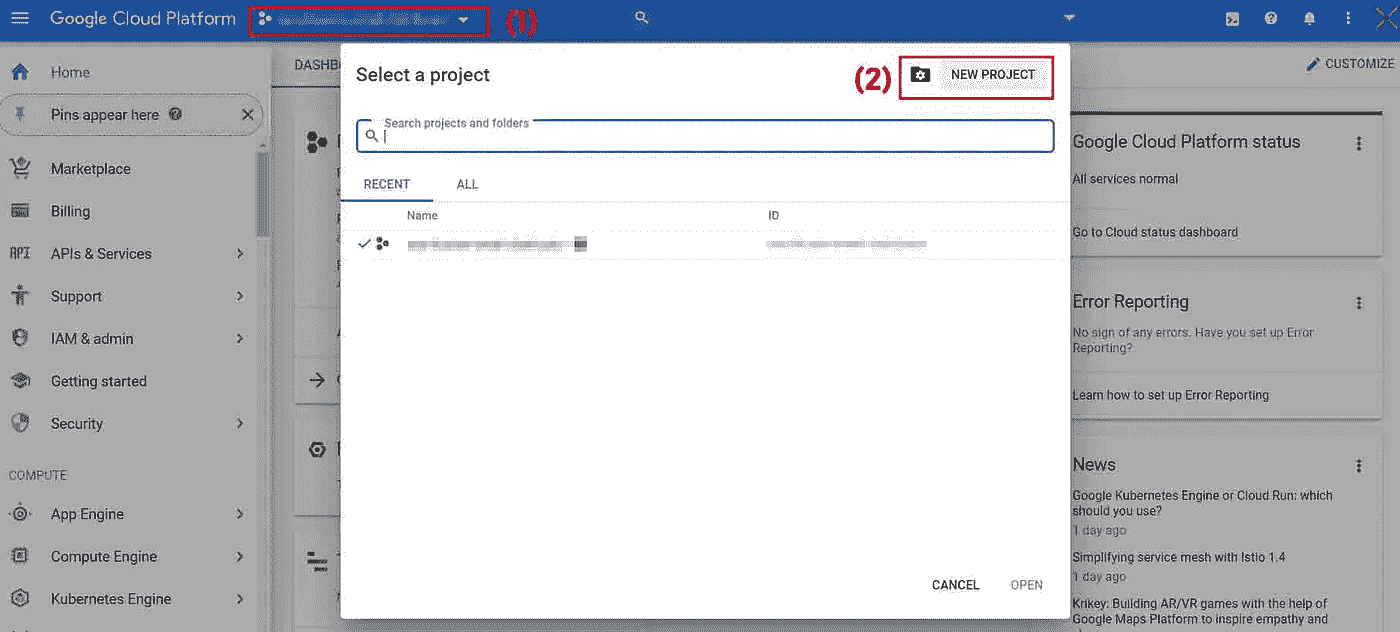 Google Cloud Platform
(1)
Home
DASHB
CUSTOMIZE
Pins appear here
Marketplace
Billing
API APIs & Services
Support
IAM & admin
Getting started
Security
COMPUTE
App Engine
Compute Engine
Kubernetes Engine
Select a project
(2) NEW PROJECT
Search projects and folders
RECENT ALL
Name ID
CANCEL OPEN
Google Cloud Platform status
All services normal
Go to Cloud status dashboard
Error Reporting
No sign of any errors. Have you set up Error
Reporting?
Learn how to set up Error Reporting
News
Google Kubernetes Engine or Cloud Run: which
should you use?
1 day ago
Simplifying service mesh with Istio 1.4
1 day ago
Krikey: Building AR/VR games with the help of
Google Maps Platform to inspire empathy and